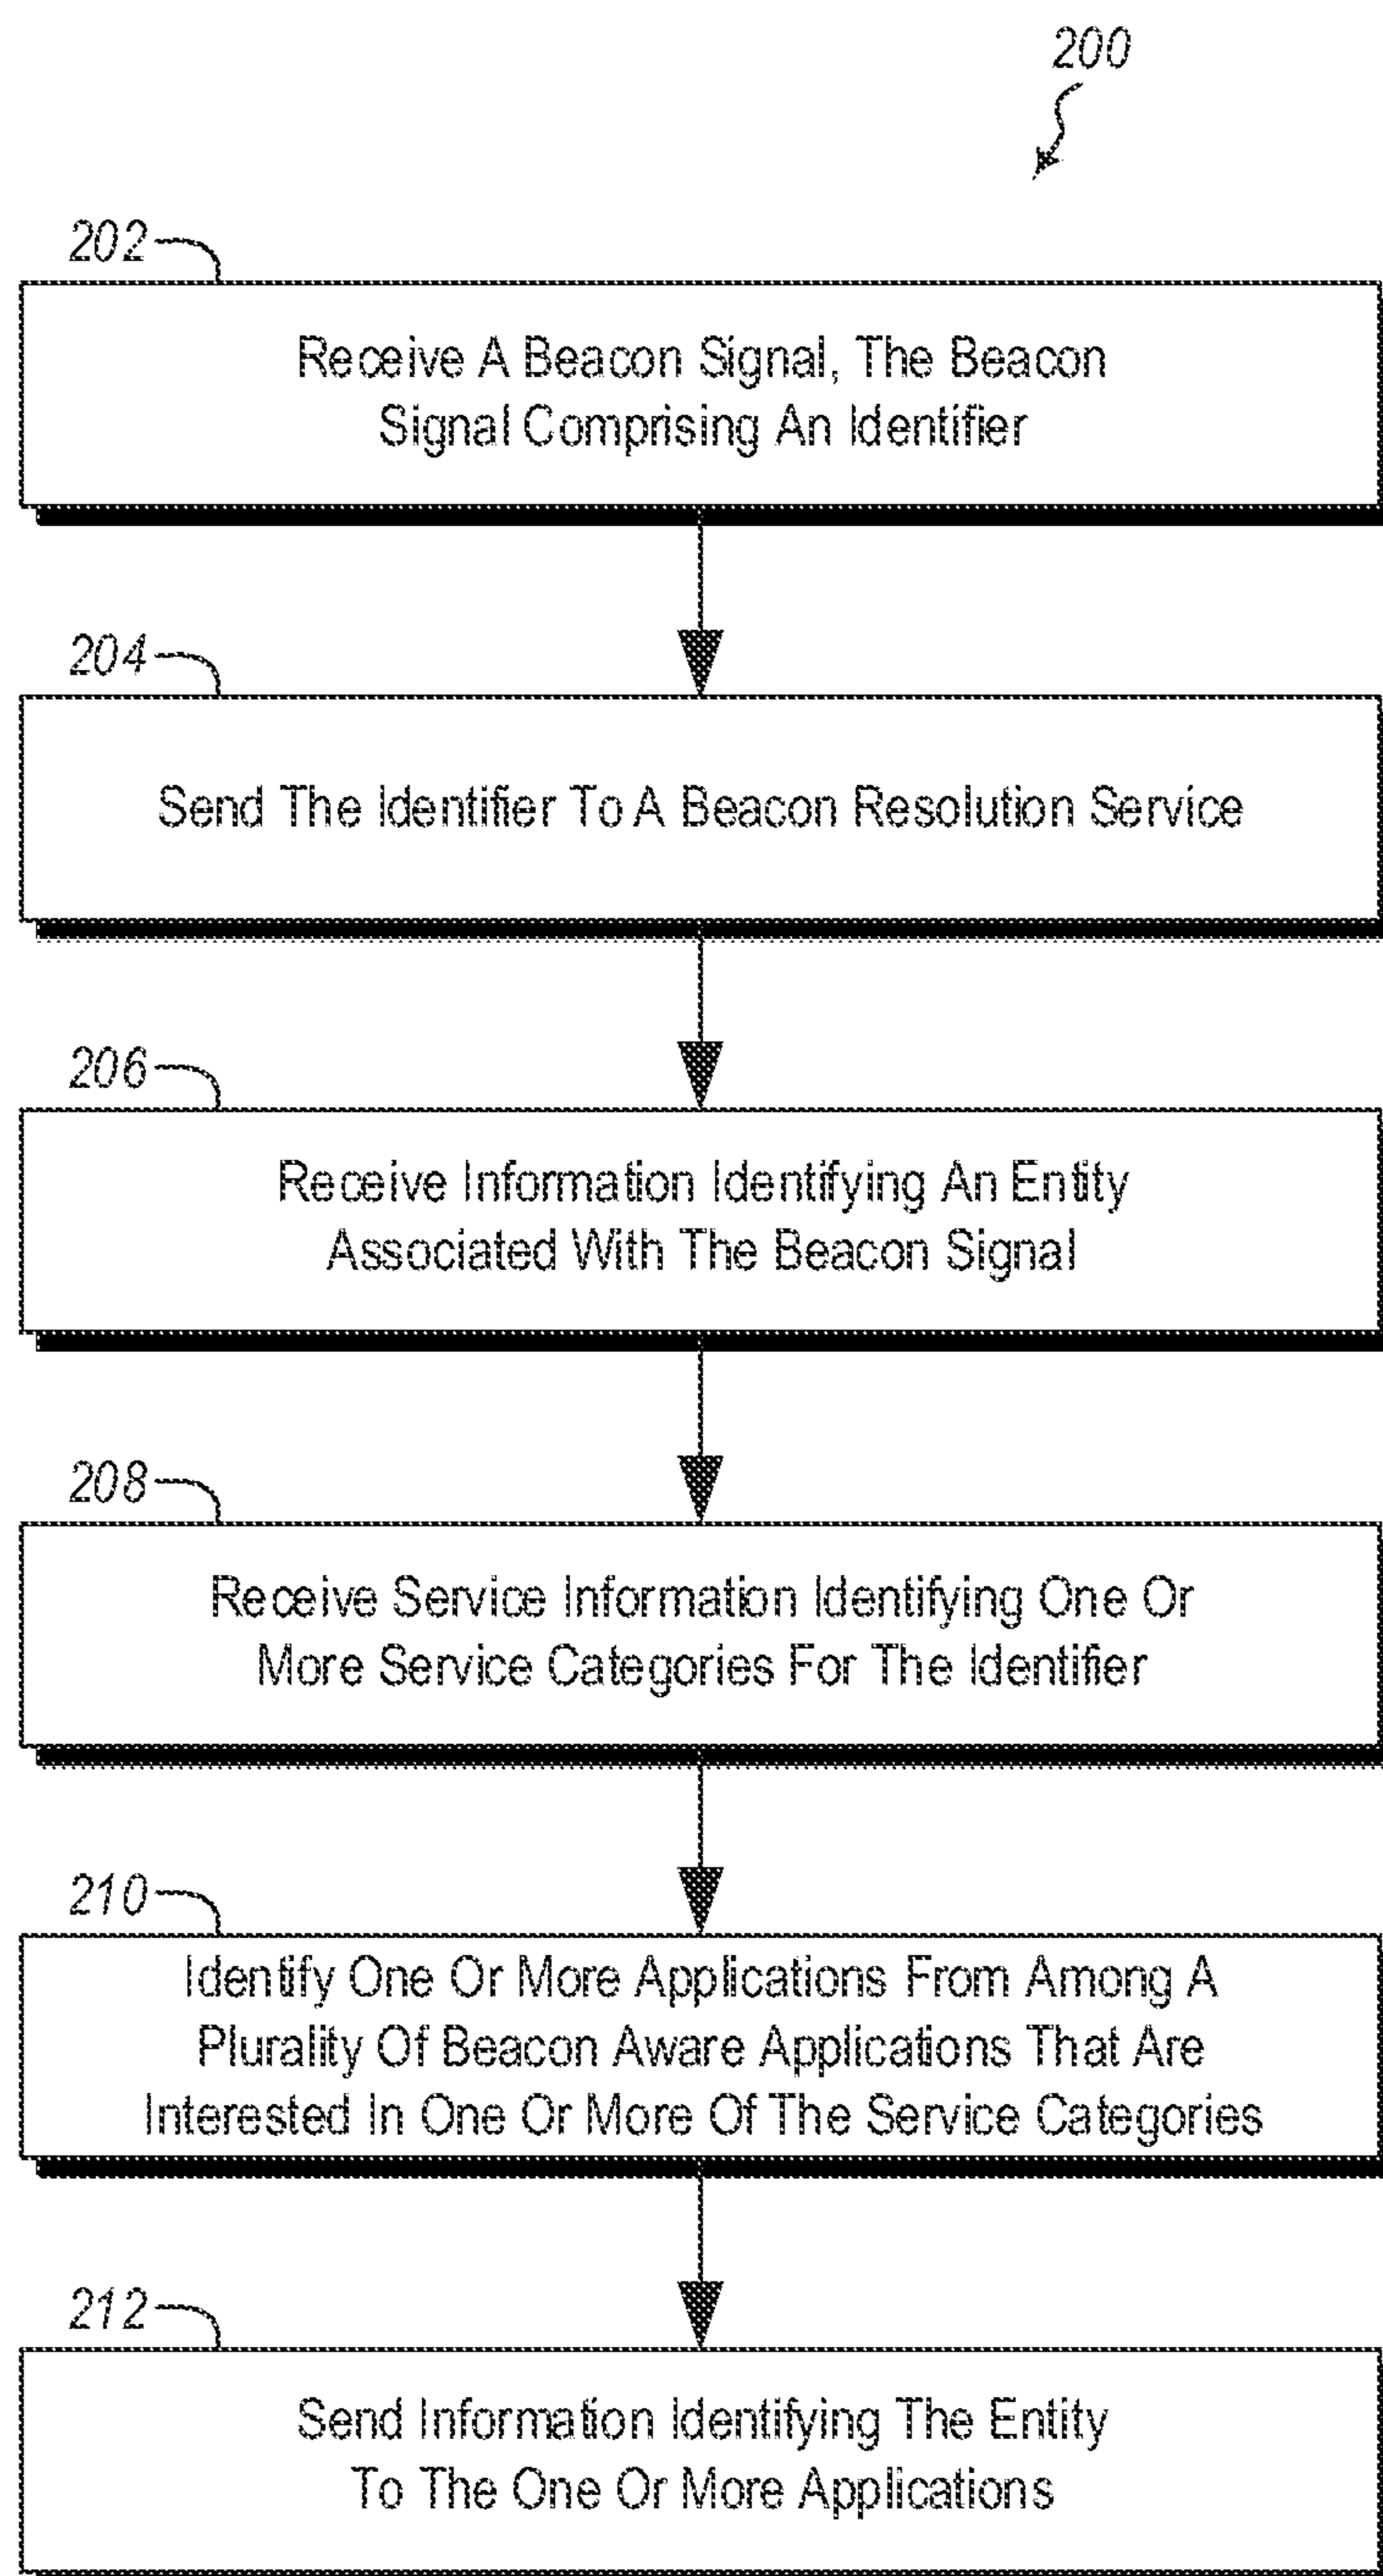 200
202
Receive A Beacon Signal, The Beacon
Signal Comprising An Identifier
204
Send The Identifier To A Beacon Resolution Service
206
Receive Information Identifying An Entity
Associated With The Beacon Signal
208
Receive Service Information Identifying One Or
More Service Categories For The Identifier
210
Identify One Or More Applications From Among A
Plurality Of Beacon Aware Applications That Are
Interested In One Or More Of The Service Categories
212
Send Information Identifying The Entity
To The One Or More Applications